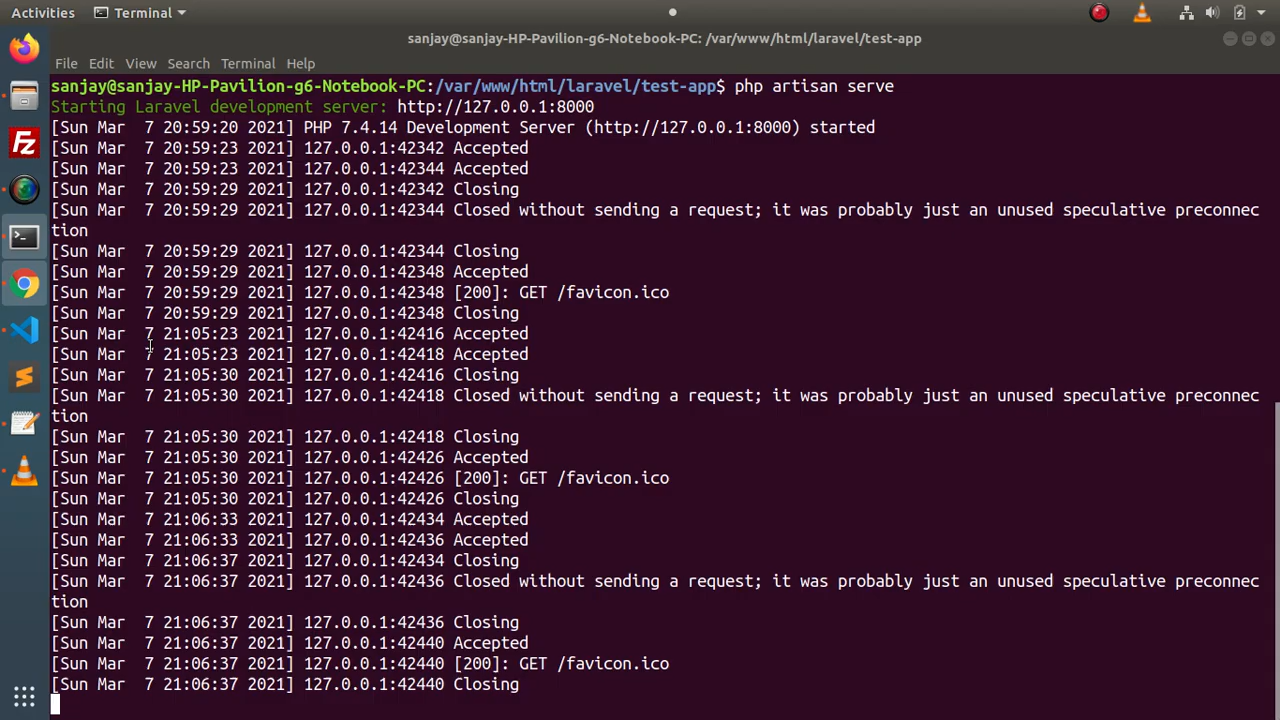 Activities Terminal
sanjay@sanjay-HP-Pavilion-g6-Notebook-PC: /var/www/html/laravel/test-app
File Edit View Search Terminal Help
sanjay@sanjay-HP-Pavilion-g6-Notebook-PC:/var/www/html/laravel/test-app$ php artisan serve
Starting Laravel development server: http://127.0.0.1:8000
[Sun Mar  7 20:59:20 2021] PHP 7.4.14 Development Server (http://127.0.0.1:8000) started
[Sun Mar  7 20:59:23 2021] 127.0.0.1:42342 Accepted
[Sun Mar  7 20:59:23 2021] 127.0.0.1:42344 Accepted
[Sun Mar  7 20:59:29 2021] 127.0.0.1:42342 Closing
[Sun Mar  7 20:59:29 2021] 127.0.0.1:42344 Closed without sending a request; it was probably just an unused speculative preconnec
tion
[Sun Mar  7 20:59:29 2021] 127.0.0.1:42344 Closing
[Sun Mar  7 20:59:29 2021] 127.0.0.1:42348 Accepted
[Sun Mar  7 20:59:29 2021] 127.0.0.1:42348 [200]: GET /favicon.ico
[Sun Mar  7 20:59:29 2021] 127.0.0.1:42348 Closing
[Sun Mar  7 21:05:23 2021] 127.0.0.1:42416 Accepted
[Sun Mar  7 21:05:23 2021] 127.0.0.1:42418 Accepted
[Sun Mar  7 21:05:30 2021] 127.0.0.1:42416 Closing
[Sun Mar  7 21:05:30 2021] 127.0.0.1:42418 Closed without sending a request; it was probably just an unused speculative preconnec
tion
[Sun Mar  7 21:05:30 2021] 127.0.0.1:42418 Closing
[Sun Mar  7 21:05:30 2021] 127.0.0.1:42426 Accepted
[Sun Mar  7 21:05:30 2021] 127.0.0.1:42426 [200]: GET /favicon.ico
[Sun Mar  7 21:05:30 2021] 127.0.0.1:42426 Closing
[Sun Mar  7 21:06:33 2021] 127.0.0.1:42434 Accepted
[Sun Mar  7 21:06:33 2021] 127.0.0.1:42436 Accepted
[Sun Mar  7 21:06:37 2021] 127.0.0.1:42434 Closing
[Sun Mar  7 21:06:37 2021] 127.0.0.1:42436 Closed without sending a request; it was probably just an unused speculative preconnec
tion
[Sun Mar  7 21:06:37 2021] 127.0.0.1:42436 Closing
[Sun Mar  7 21:06:37 2021] 127.0.0.1:42440 Accepted
[Sun Mar  7 21:06:37 2021] 127.0.0.1:42440 [200]: GET /favicon.ico
[Sun Mar  7 21:06:37 2021] 127.0.0.1:42440 Closing